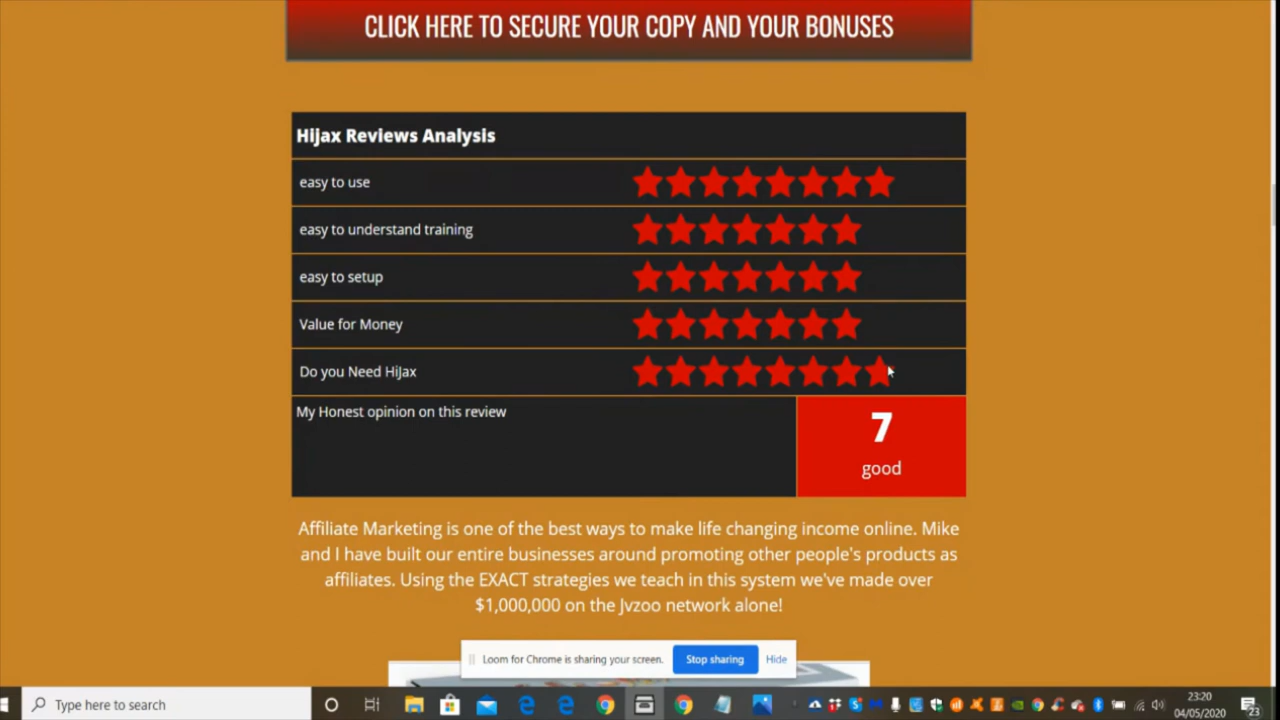 CLICK HERE TO SECURE YOUR COPY AND YOUR BONUSES
Hijax Reviews Analysis
easy to use
easy to understand training
easy to setup
Value for Money
Do you Need HiJax
My Honest opinion on this review
7
good
Affiliate Marketing is one of the best ways to make life changing income online. Mike
and I have built our entire businesses around promoting other people's products as
affiliates. Using the EXACT strategies we teach in this system we've made over
$1,000,000 on the Jvzoo network alone!
Loom for Chrome is sharing your screen. Stop sharing Hide
Type here to search
23:20
04/05/2020
23